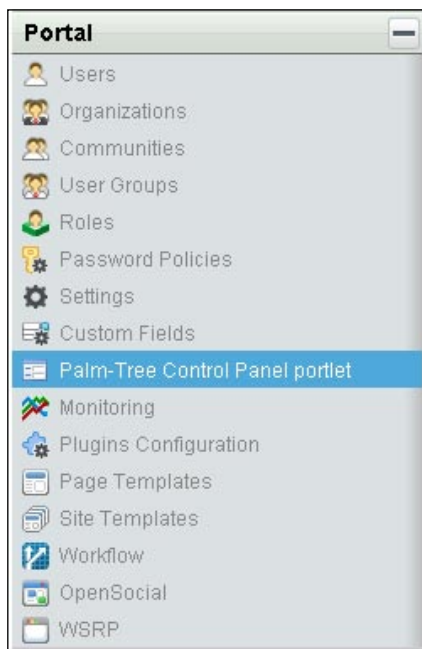 Portal
Users
Organizations
Communities
User Groups
Roles
Password Policies
Settings
Custom Fields
Palm-Tree Control Panel portlet
Monitoring
Plugins Configuration
Page Templates
Site Templates
Workflow
OpenSocial
WSRP